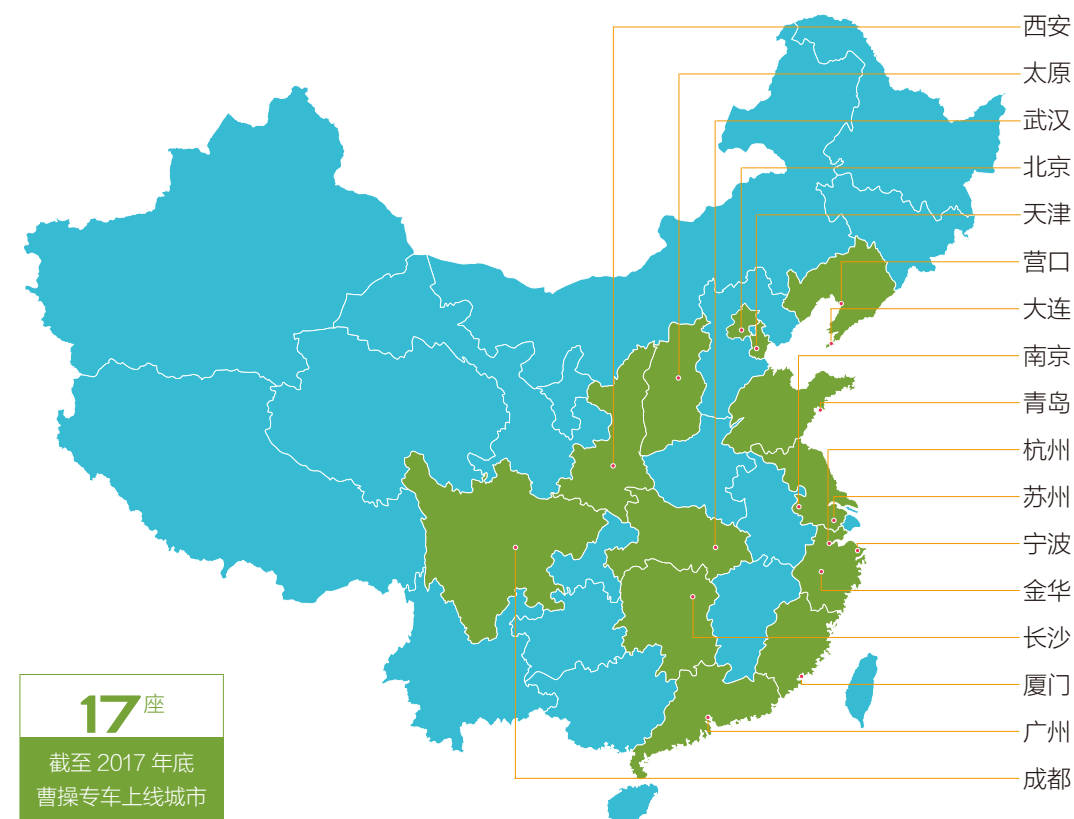 西安
太原
武汉
北京
天津
营口
大连
南京
青岛
杭州
苏州
宁波
金华
长沙
厦门
广州
成都
17座
截至 2017 年底
曹操专车上线城市